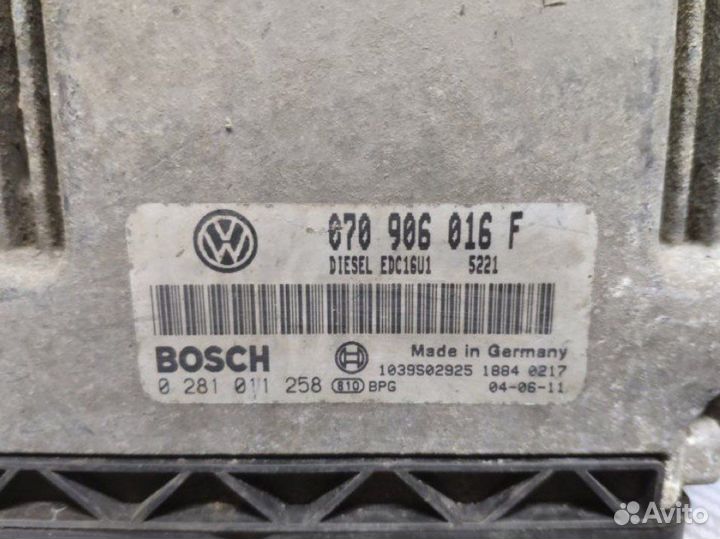 070 906 016 F
DIESEL EDC16U1 5221
BOSCH
Made in Germany
1039S02925 1884 0217
0 281 011 258 810 BPG 04-06-11
Avito